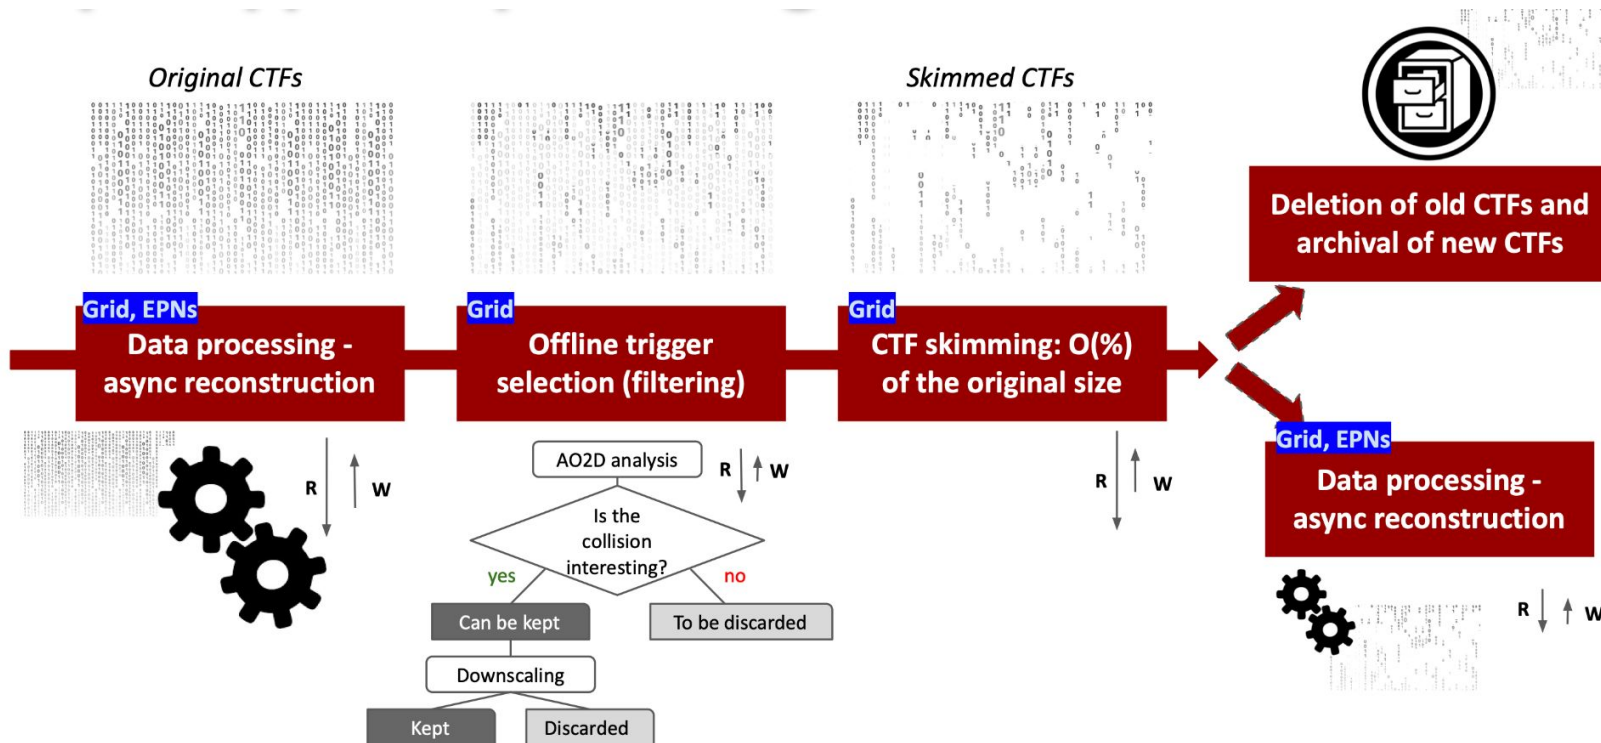 Original CTFs
Skimmed CTFs
Deletion of old CTFs and
archival of new CTFs
Grid, EPNs
Data processing -
async reconstruction
Grid
Offline trigger
selection (filtering)
Grid
CTF skimming: O(%)
of the original size
Grid, EPNs
Data processing -
async reconstruction
R
W
AO2D analysis
R
W
Is the
collision
interesting?
yes
no
Can be kept
To be discarded
Downscaling
Kept
Discarded
R
W
R
W